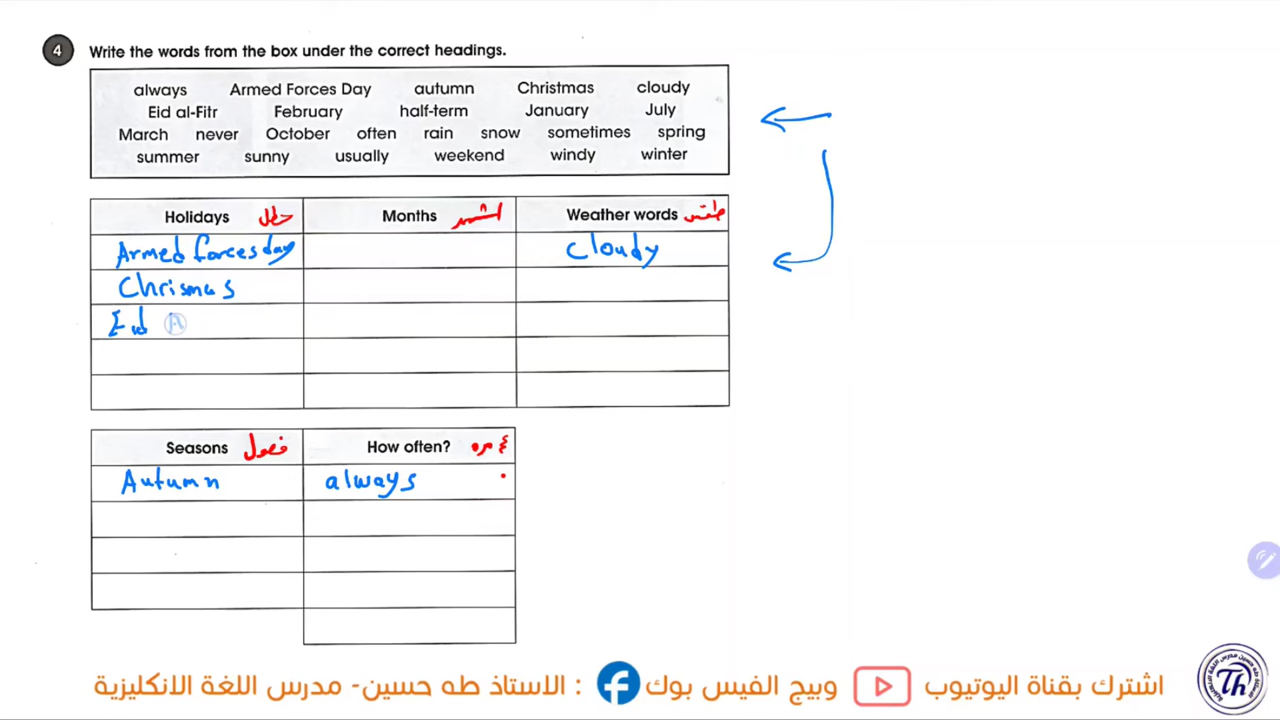 4 Write the words from the box under the correct headings.
always Armed Forces Day autumn Christmas cloudy
Eid al-Fitr February half-term January July
March never October often rain snow sometimes spring
summer sunny usually weekend windy winter
Holidays عطل Months اشهر Weather words طقس
Armed forces day cloudy
Chrismas
Eid A
Seasons فصول How often? كم مره
Autumn always
اشترك بقناة اليوتيوب وبيج الفيس بوك : الاستاذ طه حسين- مدرس اللغة الانكليزية
Th